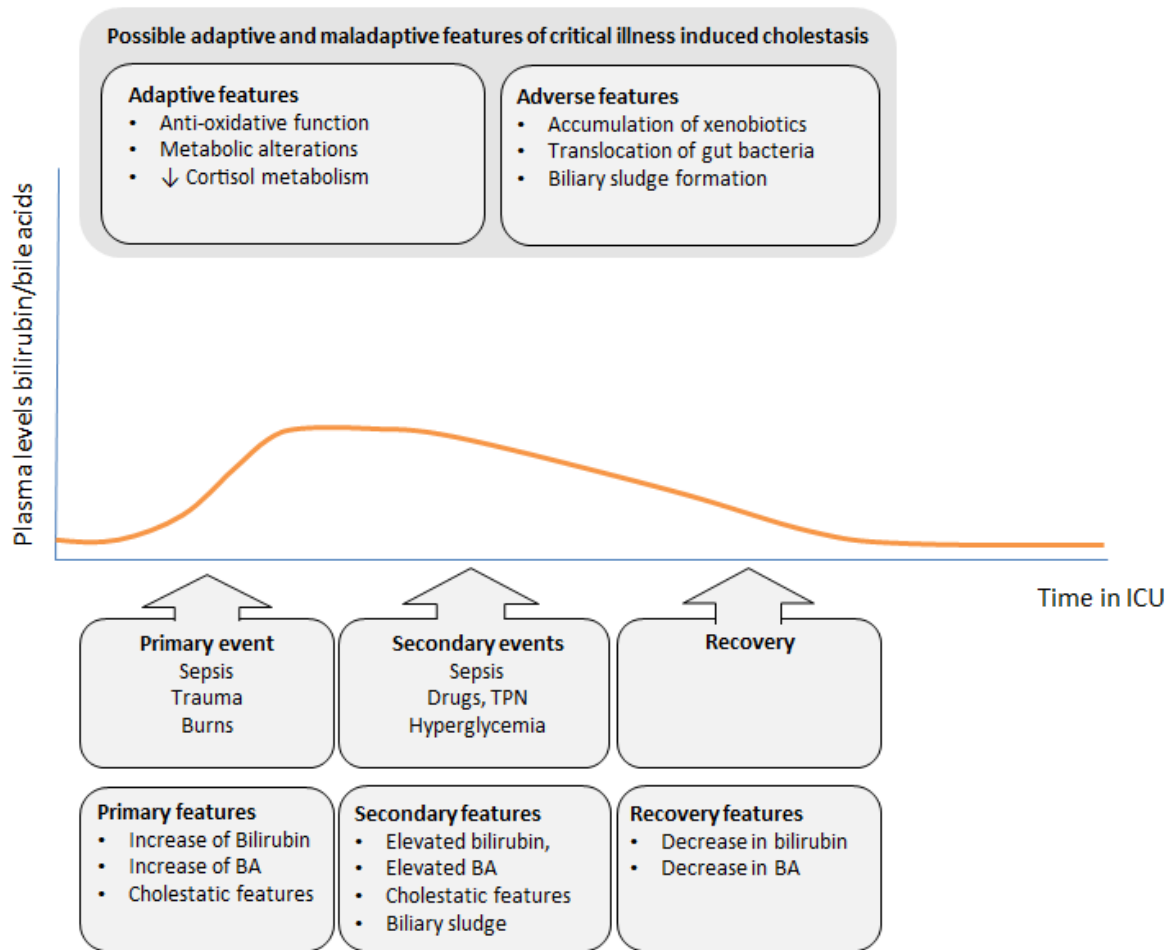 Possible adaptive and maladaptive features of critical illness induced cholestasis
Adaptive features
• Anti-oxidative function
• Metabolic alterations
• ↓ Cortisol metabolism
Adverse features
• Accumulation of xenobiotics
• Translocation of gut bacteria
• Biliary sludge formation
Plasma levels bilirubin/bile acids
Time in ICU
Primary event
Sepsis
Trauma
Burns
Secondary events
Sepsis
Drugs, TPN
Hyperglycemia
Recovery
Primary features
• Increase of Bilirubin
• Increase of BA
• Cholestatic features
Secondary features
• Elevated bilirubin,
• Elevated BA
• Cholestatic features
• Biliary sludge
Recovery features
• Decrease in bilirubin
• Decrease in BA